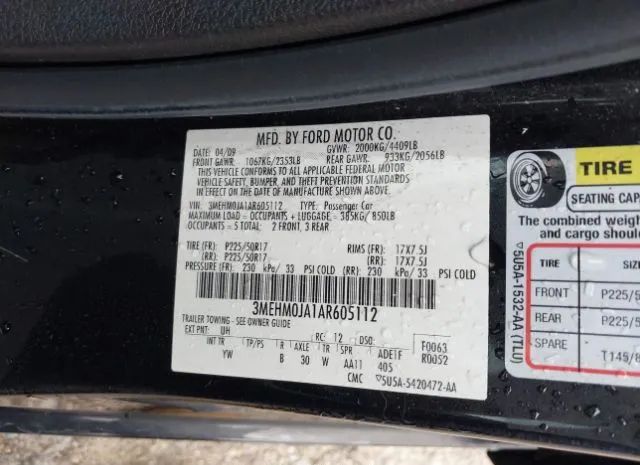 MFD. BY FORD MOTOR CO.
DATE: 04/09 GVWR: 2000KG/4409LB
FRONT GAWR: 1067KG/2353LB REAR GAWR: 933KG/2056LB
THIS VEHICLE CONFORMS TO ALL APPLICABLE FEDERAL MOTOR
VEHICLE SAFETY, BUMPER, AND THEFT PREVENTION STANDARDS
IN EFFECT ON THE DATE OF MANUFACTURE SHOWN ABOVE.
VIN: 3MEHM0JA1AR605112 TYPE: Passenger Car
MAXIMUM LOAD = OCCUPANTS + LUGGAGE = 385KG/850LB
OCCUPANTS = 5 TOTAL: 2 FRONT, 3 REAR
TIRE (FR): P225/50R17 RIMS (FR): 17X7.5J
(RR): P225/50R17 (RR): 17X7.5J
PRESSURE (FR): 230 kPa/ 33 PSI COLD (RR): 230 kPa/ 33 PSI COLD
3MEHM0JA1AR605112
TRAILER TOWING - SEE OWNER GUIDE
EXT PNT: UH RC: 12 DSO: F0063
INT TR TP/PS R AXLE TR SPR ADE1F R0052
YW B 30 W AA11 405
CMC ▽5U5A-5420472-AA
TIRE
SEATING CAPA
The combined weigh
and cargo should
TIRE SIZ
FRONT P225/5
REAR P225/5
SPARE T145/8
▽5U5A-1532-AA (TLU)